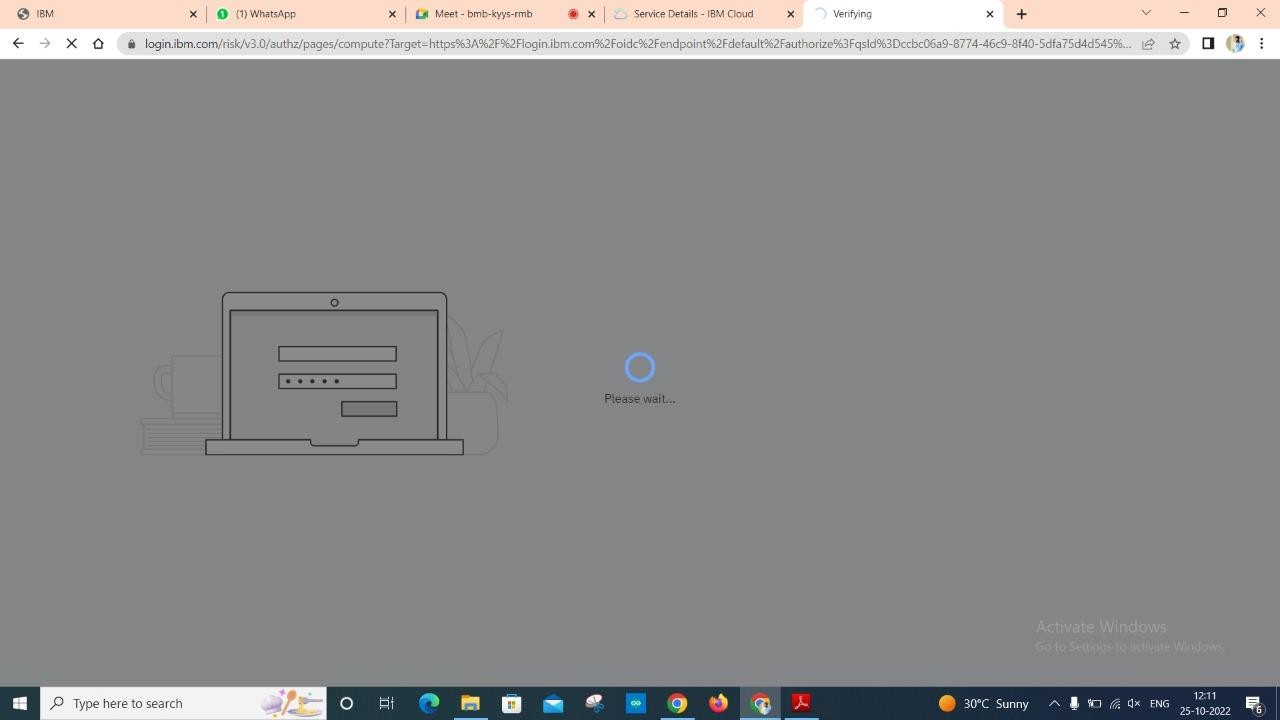 IBM
(1) WhatsApp
Meet - bmb-kyys-rmb
Service Details - IBM Cloud
Verifying
login.ibm.com/risk/v3.0/authz/pages/compute?Target=https%3A%2F%2Flogin.ibm.com%2Foidc%2Fendpoint%2Fdefault%2Fauthorize%3FqsId%3Dccbc06a9-8774-46c9-8f40-5dfa75d4d545%...
Please wait...
Activate Windows
Go to Settings to activate Windows.
Type here to search
30°C Sunny
ENG
12:11
25-10-2022
6